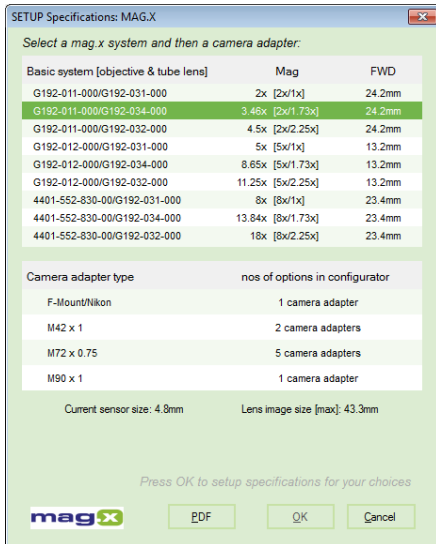 SETUP Specifications: MAG.X
Select a mag.x system and then a camera adapter:
Basic system [objective & tube lens] Mag FWD
G192-011-000/G192-031-000 2x [2x/1x] 24.2mm
G192-011-000/G192-034-000 3.46x [2x/1.73x] 24.2mm
G192-011-000/G192-032-000 4.5x [2x/2.25x] 24.2mm
G192-012-000/G192-031-000 5x [5x/1x] 13.2mm
G192-012-000/G192-034-000 8.65x [5x/1.73x] 13.2mm
G192-012-000/G192-032-000 11.25x [5x/2.25x] 13.2mm
4401-552-830-00/G192-031-000 8x [8x/1x] 23.4mm
4401-552-830-00/G192-034-000 13.84x [8x/1.73x] 23.4mm
4401-552-830-00/G192-032-000 18x [8x/2.25x] 23.4mm
Camera adapter type nos of options in configurator
F-Mount/Nikon 1 camera adapter
M42 x 1 2 camera adapters
M72 x 0.75 5 camera adapters
M90 x 1 1 camera adapter
Current sensor size: 4.8mm Lens image size [max]: 43.3mm
Press OK to setup specifications for your choices
mag x PDF OK Cancel